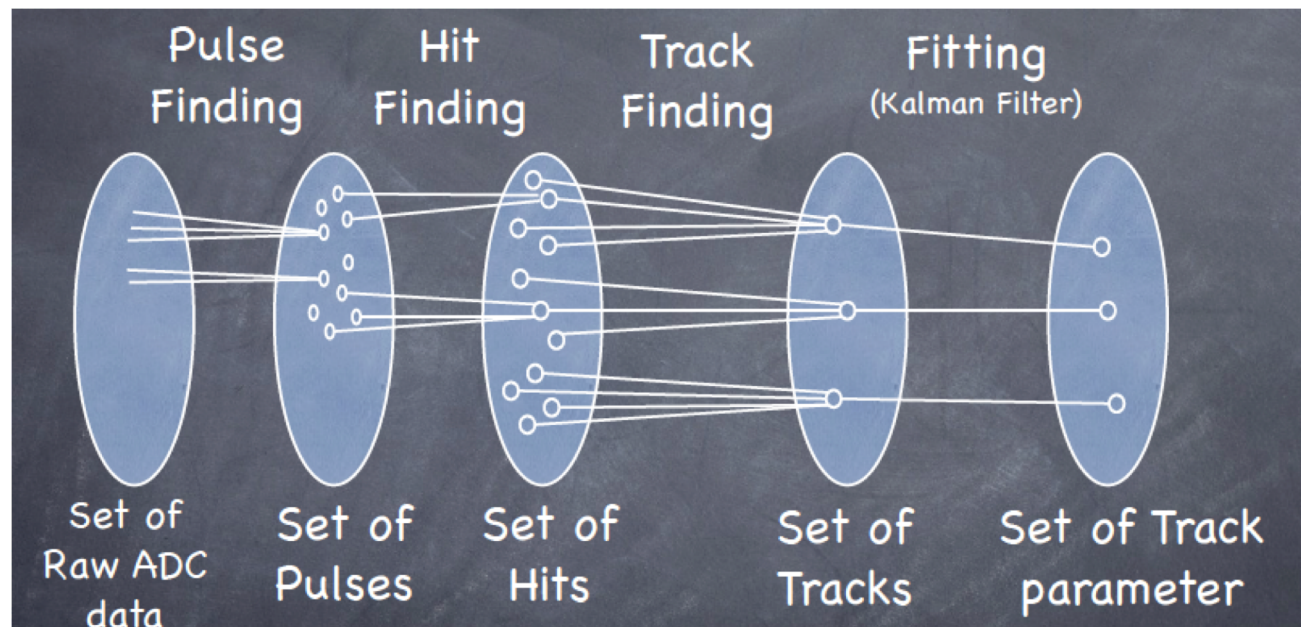 Pulse
Finding
Hit
Finding
Track
Finding
Fitting
(Kalman Filter)
Set of
Raw ADC
data
Set of
Pulses
Set of
Hits
Set of
Tracks
Set of Track
parameter